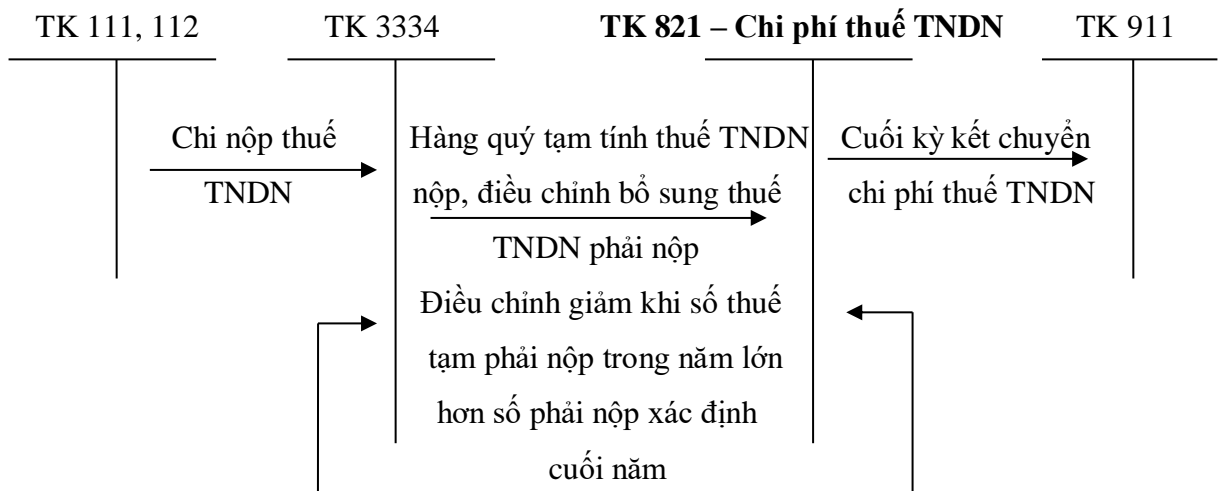 TK 111, 112
TK 3334
TK 821 – Chi phí thuế TNDN
TK 911
Chi nộp thuế
TNDN
Hàng quý tạm tính thuế TNDN
nộp, điều chỉnh bổ sung thuế
TNDN phải nộp
Cuối kỳ kết chuyển
chi phí thuế TNDN
Điều chỉnh giảm khi số thuế
tạm phải nộp trong năm lớn
hơn số phải nộp xác định
cuối năm